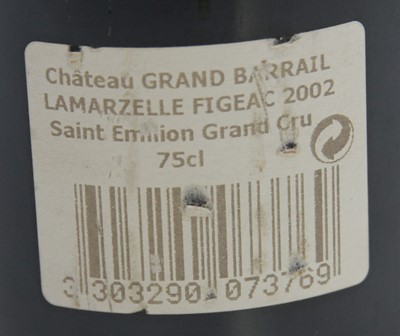 Château GRAND BARRAIL
LAMARZELLE FIGEAC 2002
Saint Emilion Grand Cru
75cl
3 303290 073769